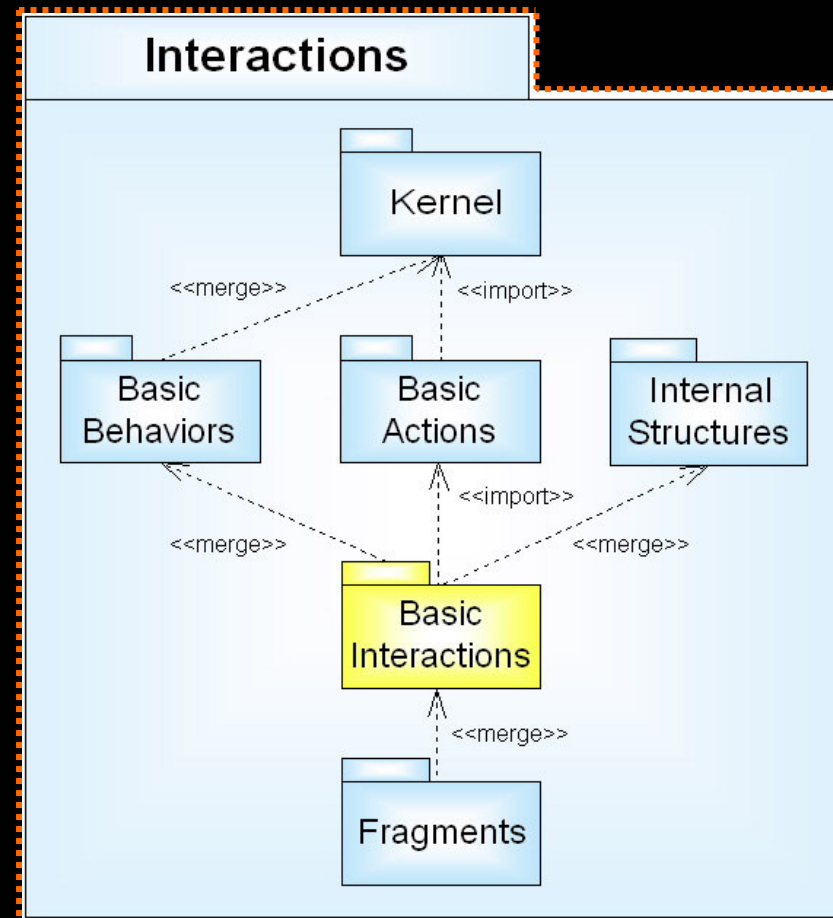 Interactions
Kernel
<<merge>>
<<import>>
Basic
Behaviors
Basic
Actions
Internal
Structures
<<import>>
<<merge>>
<<merge>>
Basic
Interactions
<<merge>>
Fragments